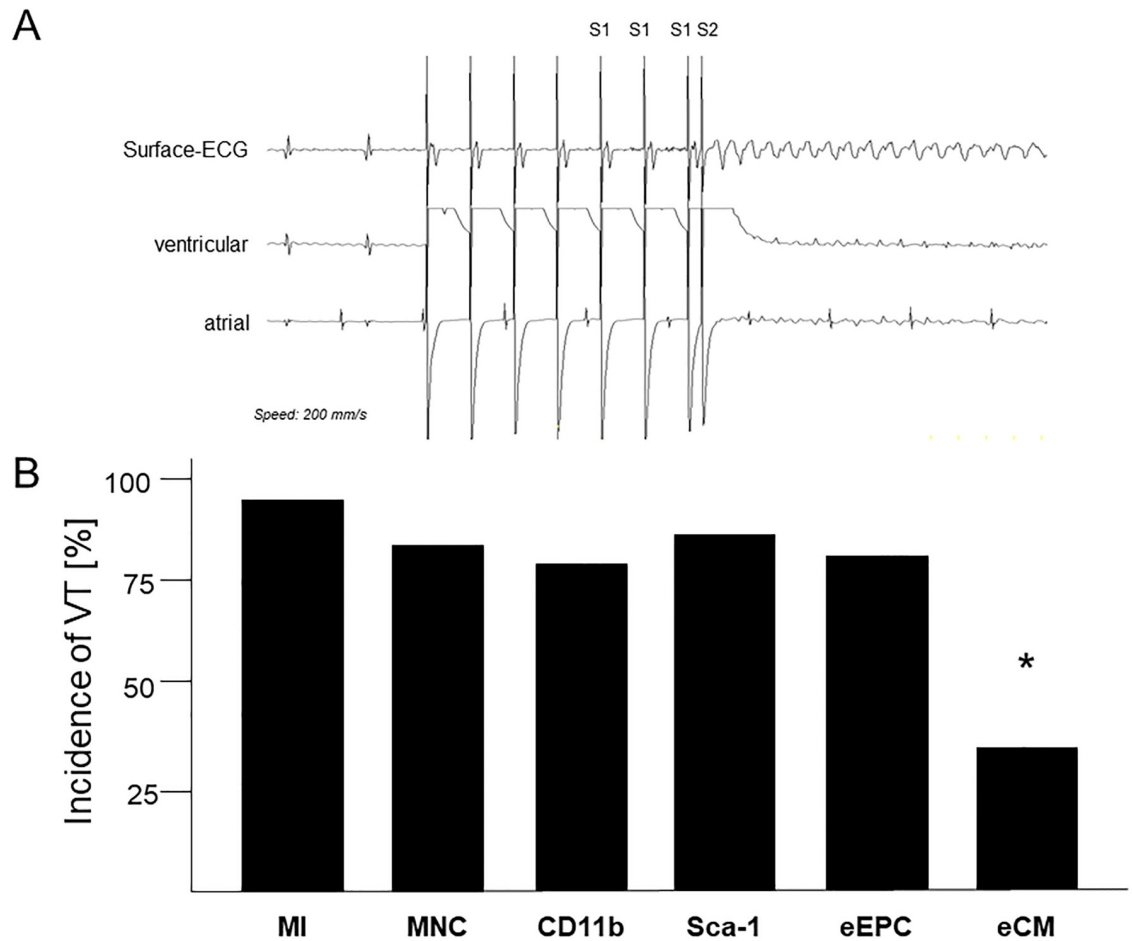 A
S1 S1 S1 S2
Surface-ECG
ventricular
atrial
Speed: 200 mm/s
B
Incidence of VT [%]
100
75
50
25
*
MI MNC CD11b Sca-1 eEPC eCM